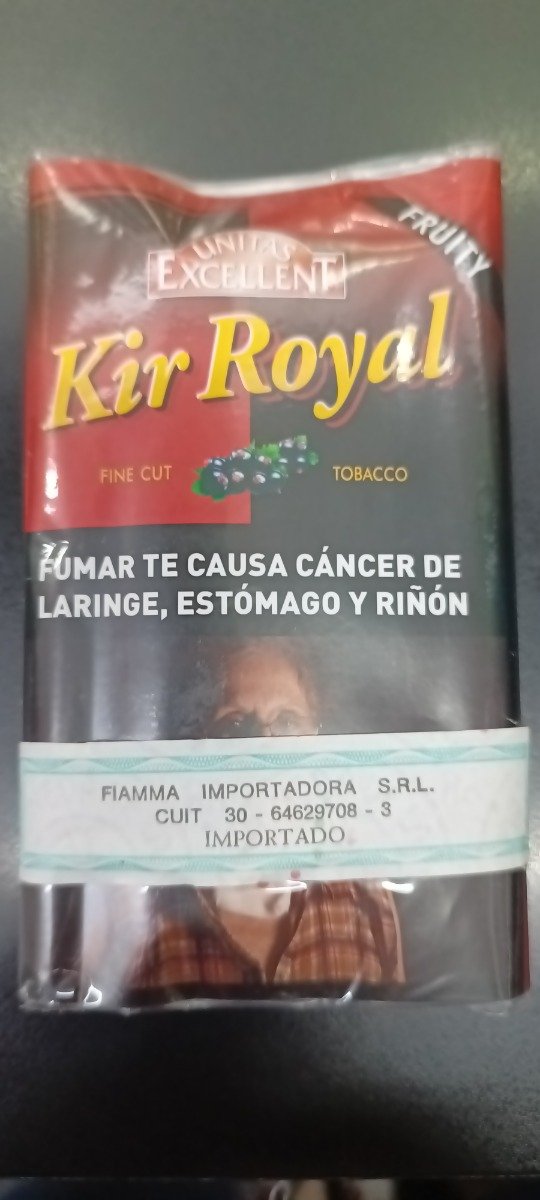 FRUITY
UNITAS
EXCELLENT
Kir Royal
FINE CUT TOBACCO
FUMAR TE CAUSA CÁNCER DE
LARINGE, ESTÓMAGO Y RIÑÓN
FIAMMA IMPORTADORA S.R.L.
CUIT 30 - 64629708 - 3
IMPORTADO